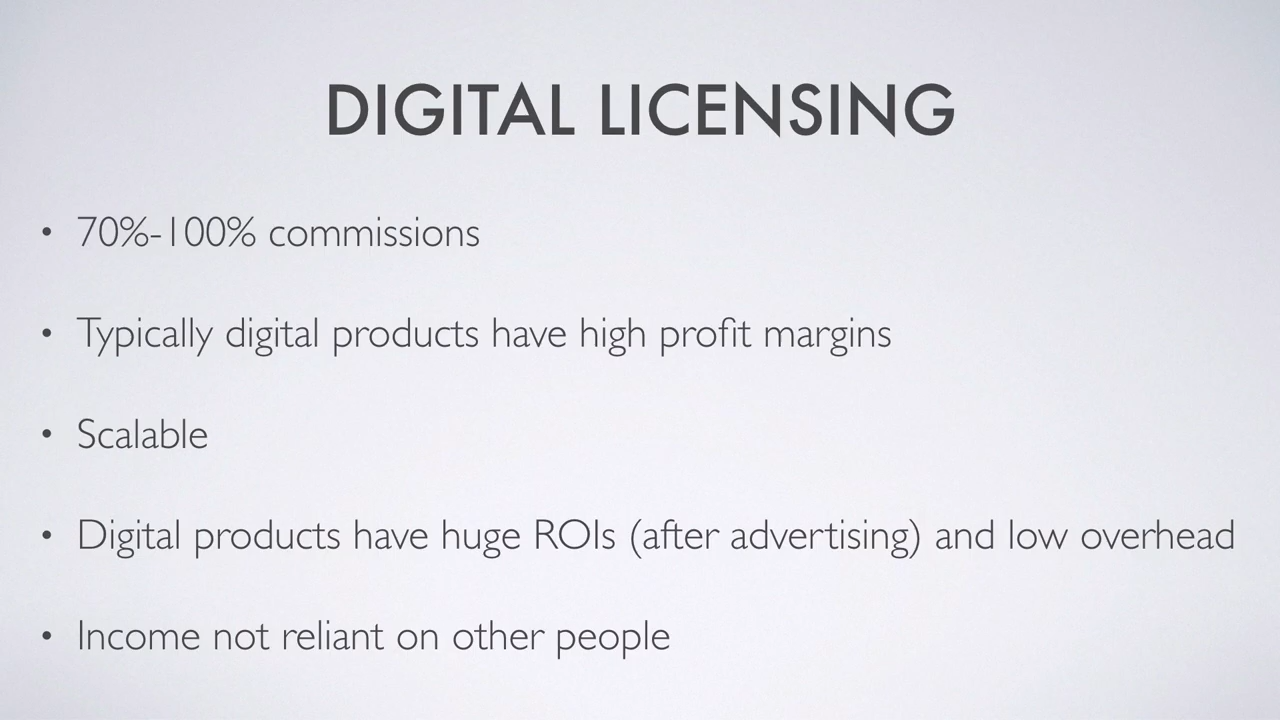 DIGITAL LICENSING
• 70%-100% commissions
• Typically digital products have high profit margins
• Scalable
• Digital products have huge ROIs (after advertising) and low overhead
• Income not reliant on other people